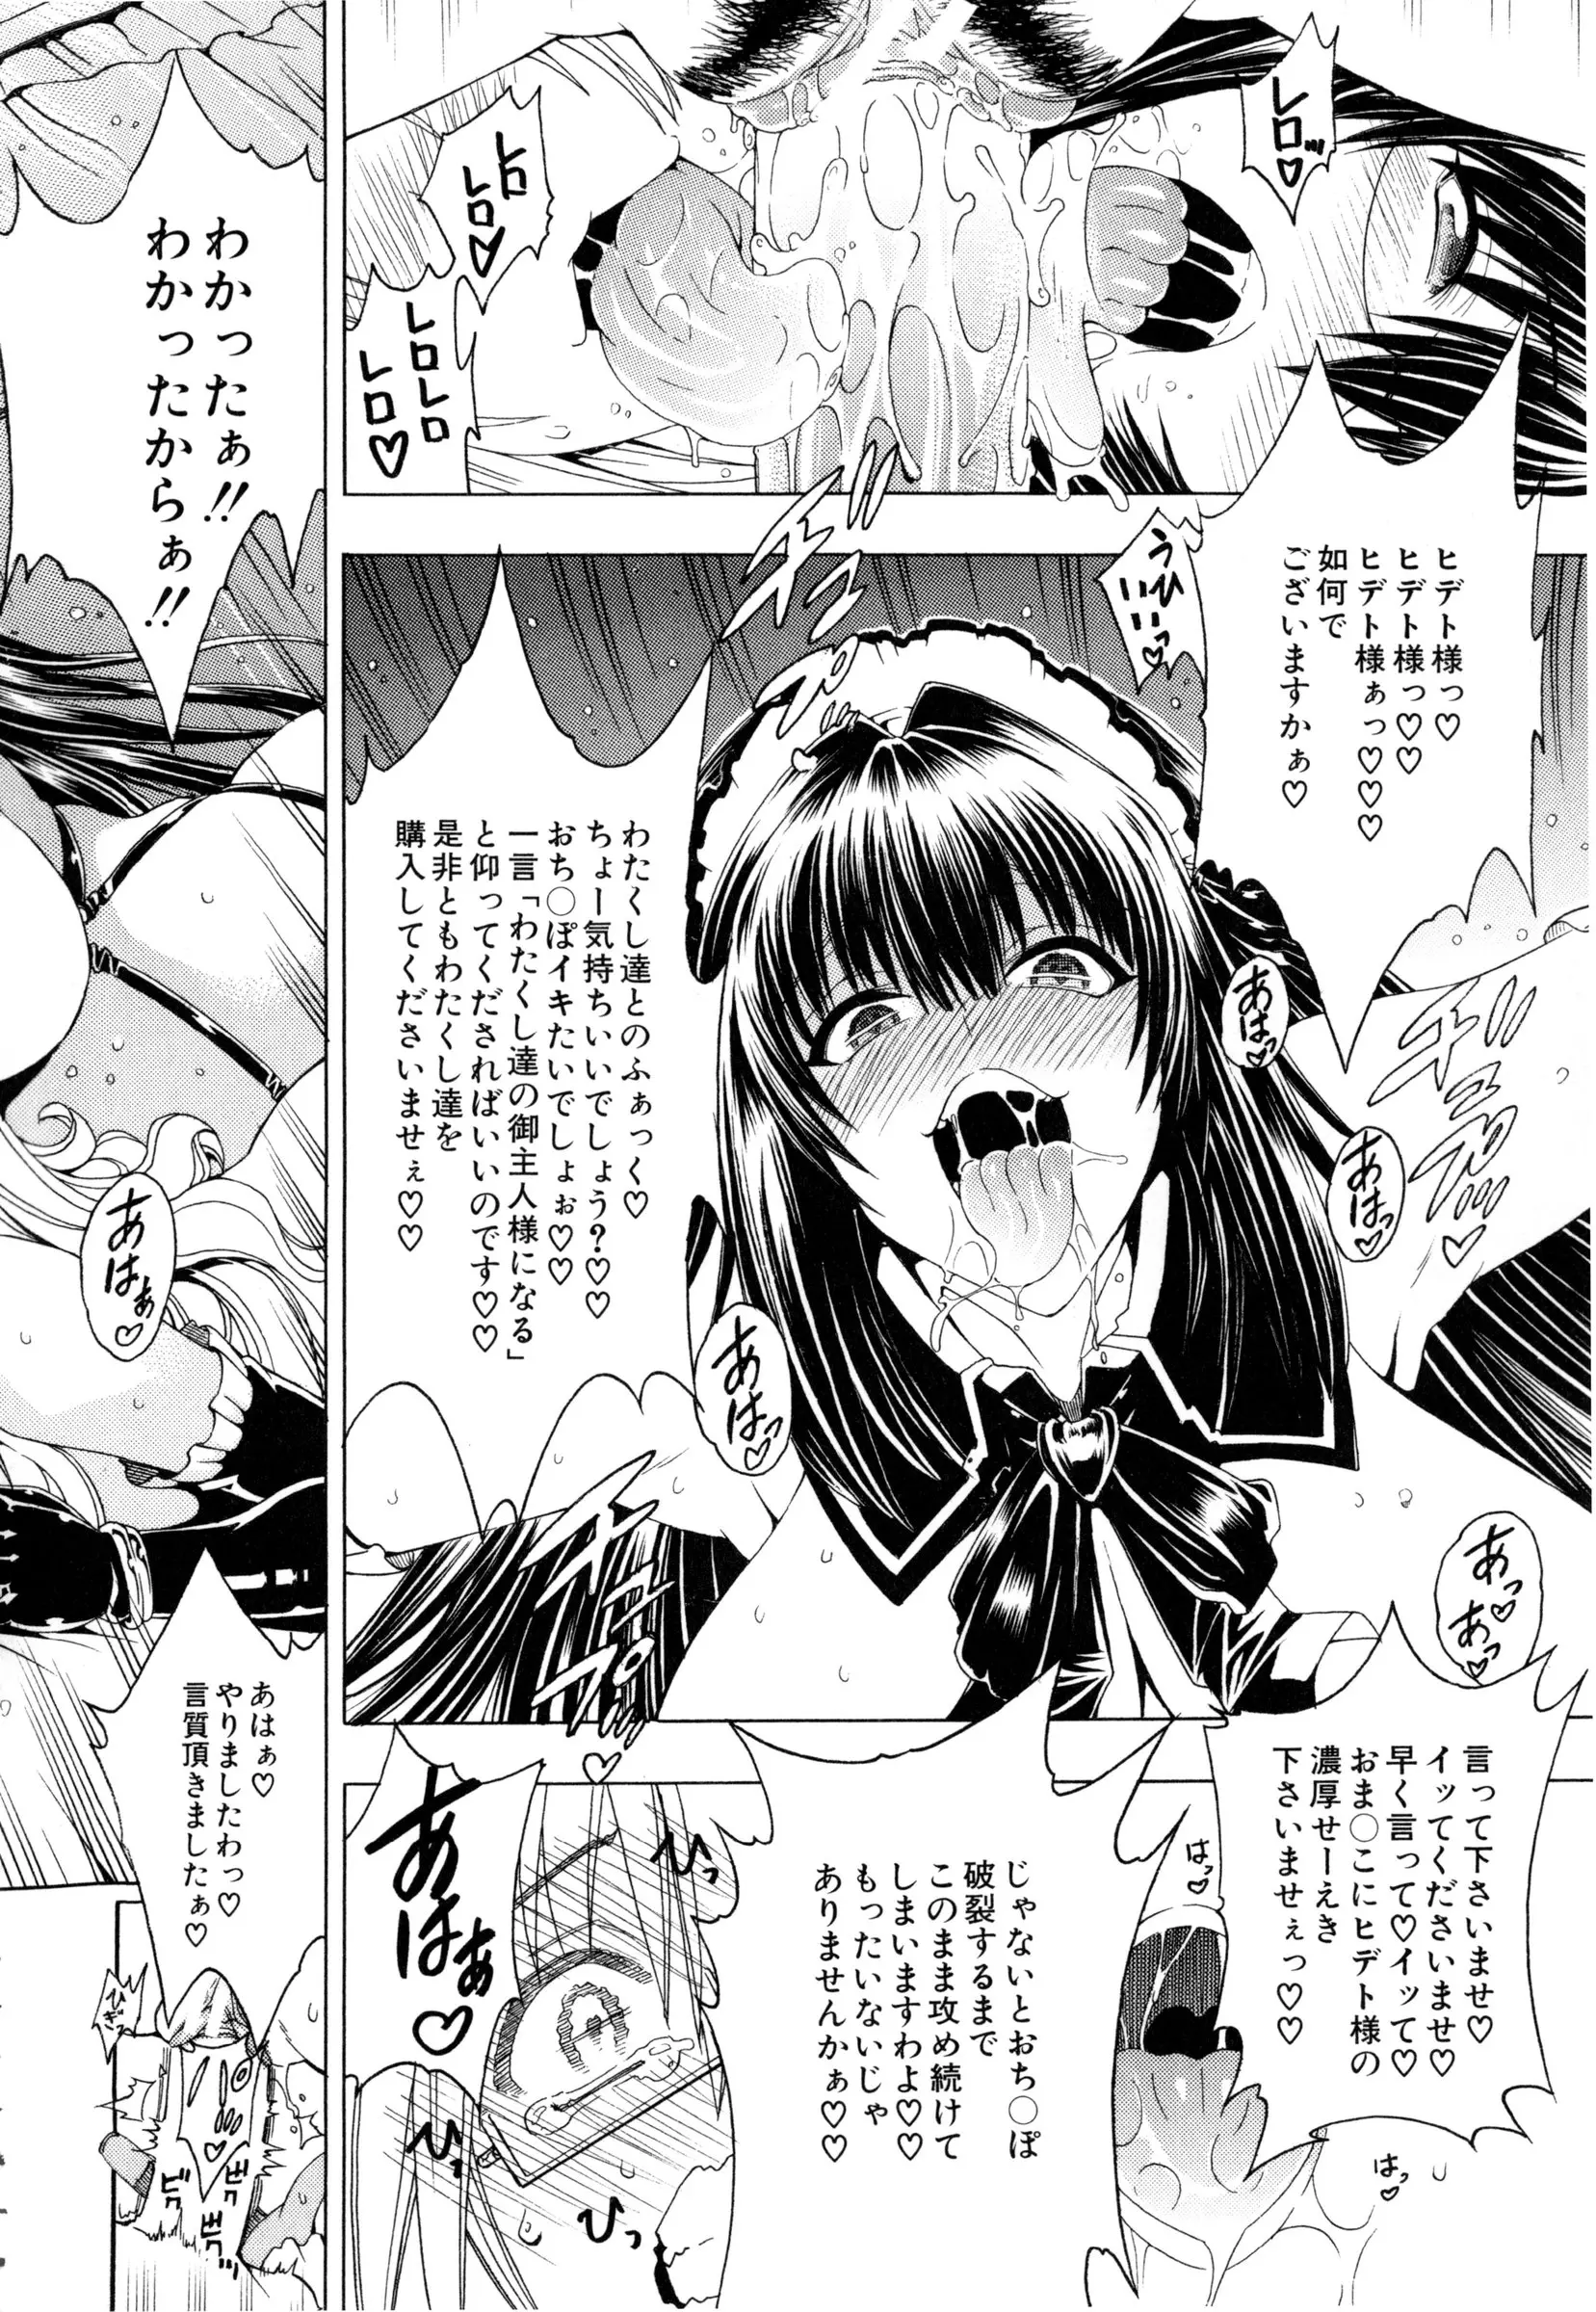 レロ…♡
レロ
レロ♡
レロレロ
レロ♡
ヒデト様っ♡
ヒデト様っ♡♡
ヒデト様ぁっ♡♡♡
如何で
ございますかぁ♡
うひぃ
いいっ♡
わたくし達とのふぁっく♡
ちょー気持ちいいでしょう?♡♡
おち○ぽイキたいでしょぉ♡♡
一言「わたくし達の御主人様になる」
と仰ってくださればいいのです♡♡
是非ともわたくし達を
購入してくださいませぇ♡♡
あはっ♡
あはっ♡
あはっ♡
あっ♡
あっ♡
言って下さいませ♡
イッてくださいませ♡
早く言って♡イッて♡
おま○こにヒデト様の
濃厚せーえき
下さいませぇっ♡♡
はっ♡
はっ♡
じゃないとおち○ぽ
破裂するまで
このまま攻め続けて
しまいますわよ♡♡
もったいないじゃ
ありませんかぁ♡♡
あはぁ♡
ひっ
ひっ
ひっ
わかったぁ!!
わかったからぁ!!
あはぁ♡
あはぁ♡
やりましたわっ♡
言質頂きましたぁ♡
ひぎっ